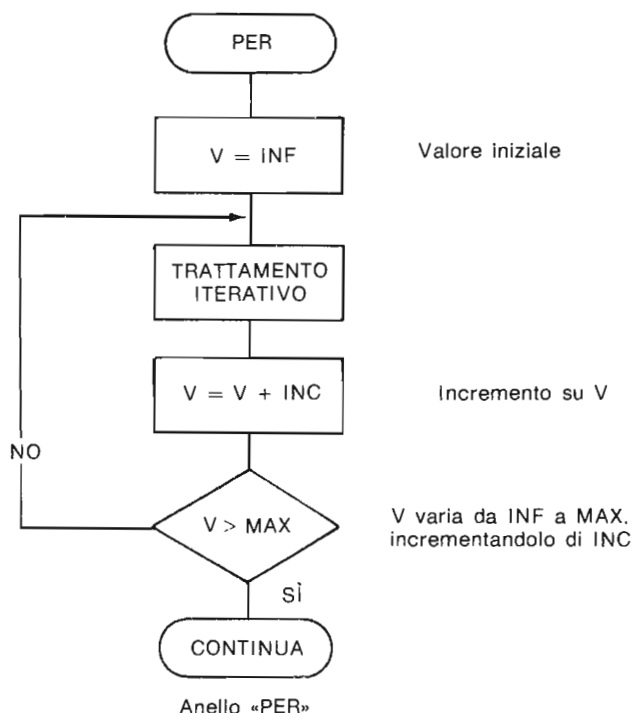 PER
V = INF
Valore iniziale
TRATTAMENTO
ITERATIVO
V = V + INC
Incremento su V
NO
V > MAX
V varia da INF a MAX.
incrementandolo di INC
SÌ
CONTINUA
Anello «PER»